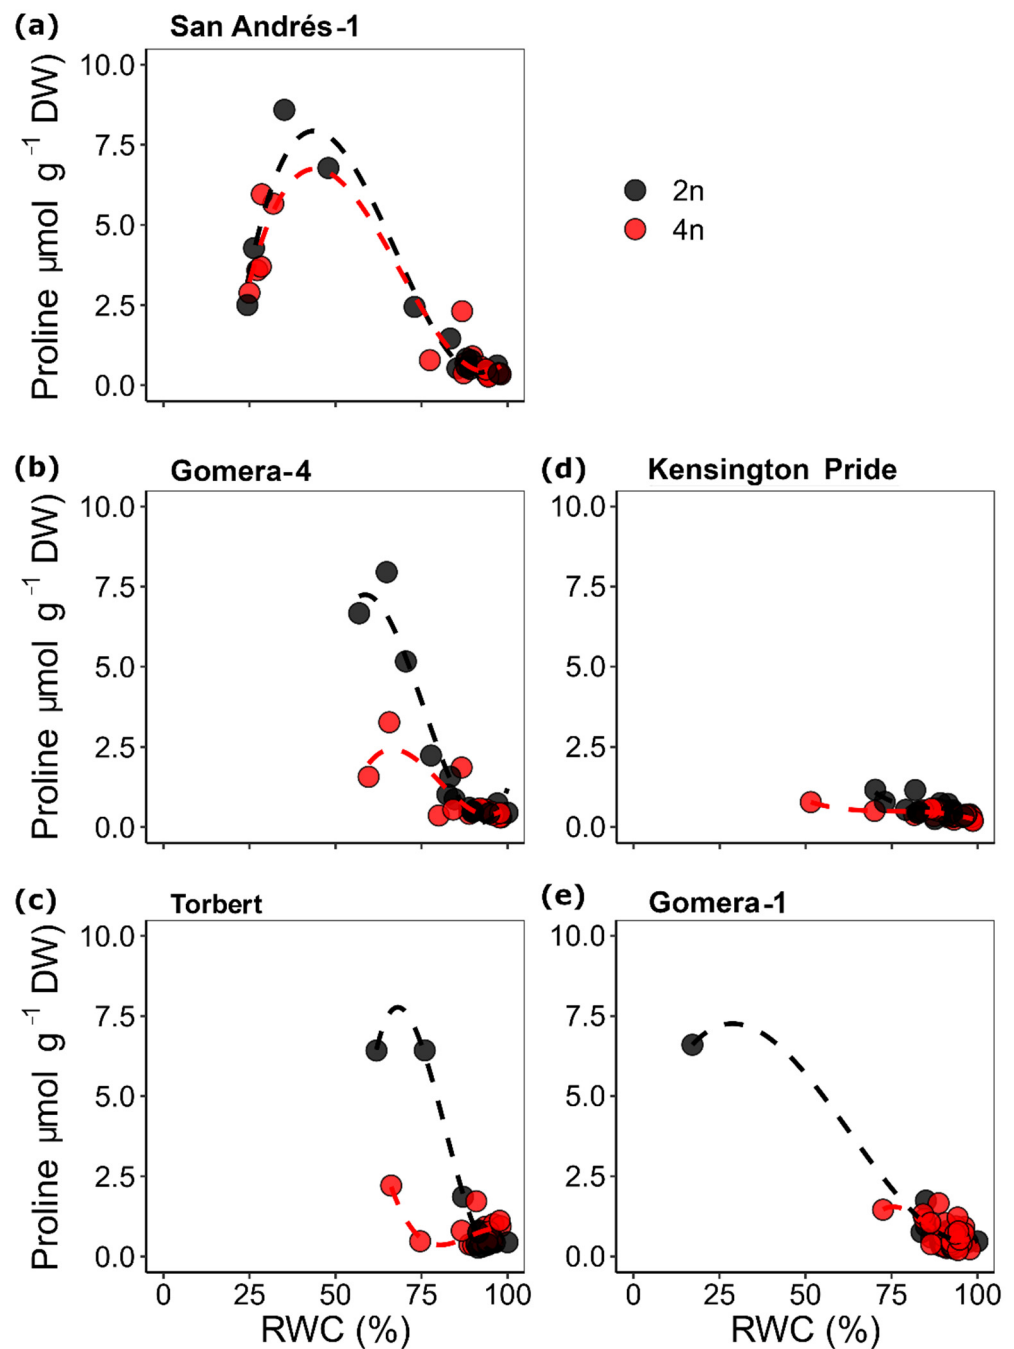 (a) San Andrés-1
Proline µmol g⁻¹ DW)
10.0
7.5
5.0
2.5
0.0
2n
4n
(b) Gomera-4
Proline µmol g⁻¹ DW)
10.0
7.5
5.0
2.5
0.0
(d) Kensington Pride
10.0
7.5
5.0
2.5
0.0
(c) Torbert
Proline µmol g⁻¹ DW)
10.0
7.5
5.0
2.5
0.0
0 25 50 75 100
RWC (%)
(e) Gomera-1
10.0
7.5
5.0
2.5
0.0
0 25 50 75 100
RWC (%)